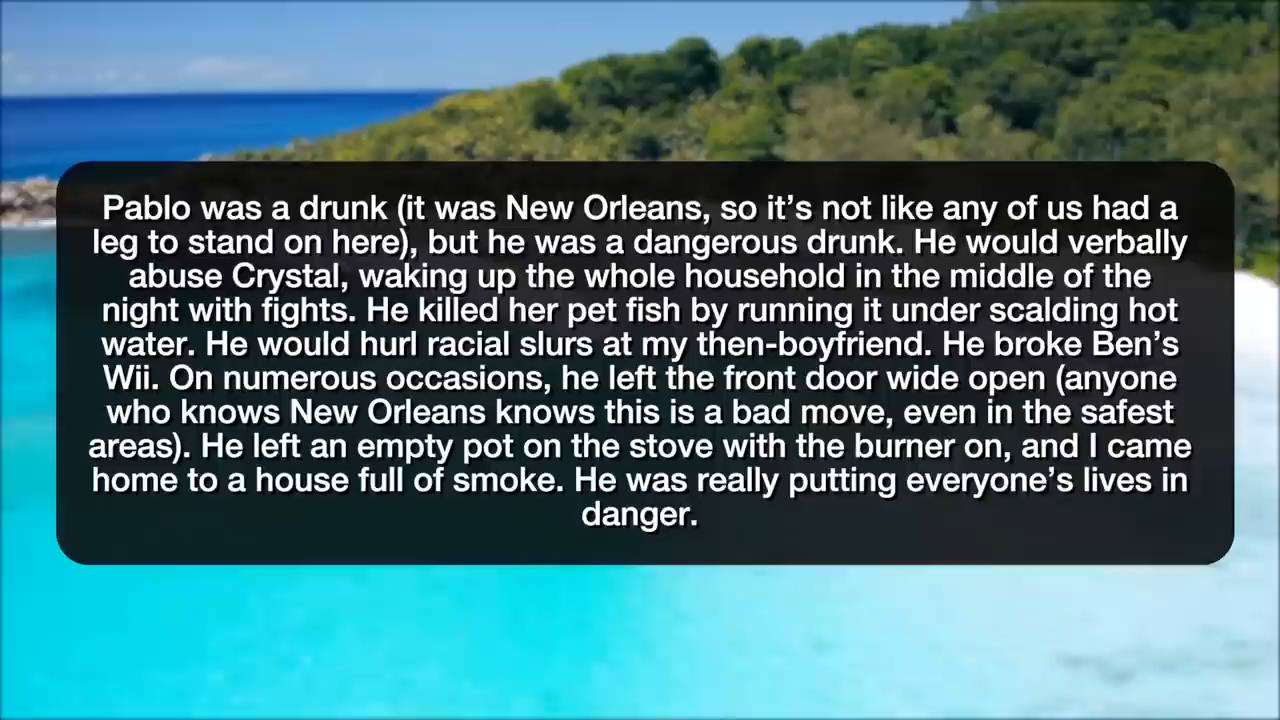 Pablo was a drunk (it was New Orleans, so it’s not like any of us had a
leg to stand on here), but he was a dangerous drunk. He would verbally
abuse Crystal, waking up the whole household in the middle of the
night with fights. He killed her pet fish by running it under scalding hot
water. He would hurl racial slurs at my then-boyfriend. He broke Ben’s
Wii. On numerous occasions, he left the front door wide open (anyone
who knows New Orleans knows this is a bad move, even in the safest
areas). He left an empty pot on the stove with the burner on, and I came
home to a house full of smoke. He was really putting everyone’s lives in
danger.